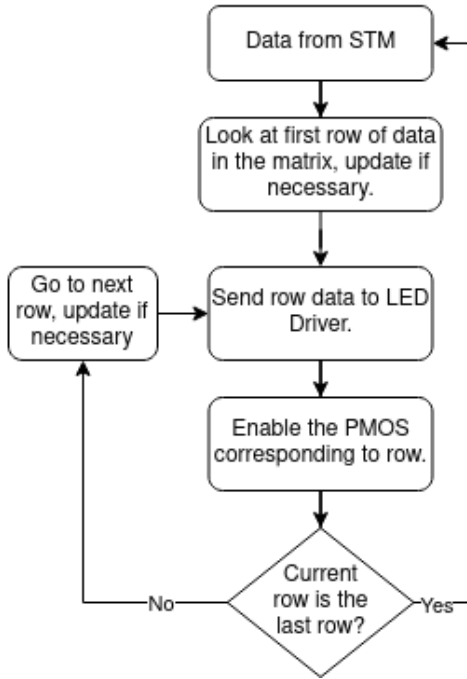 Data from STM
Look at first row of data
in the matrix, update if
necessary.
Go to next
row, update if
necessary
Send row data to LED
Driver.
Enable the PMOS
corresponding to row.
Current
row is the
last row?
No
Yes